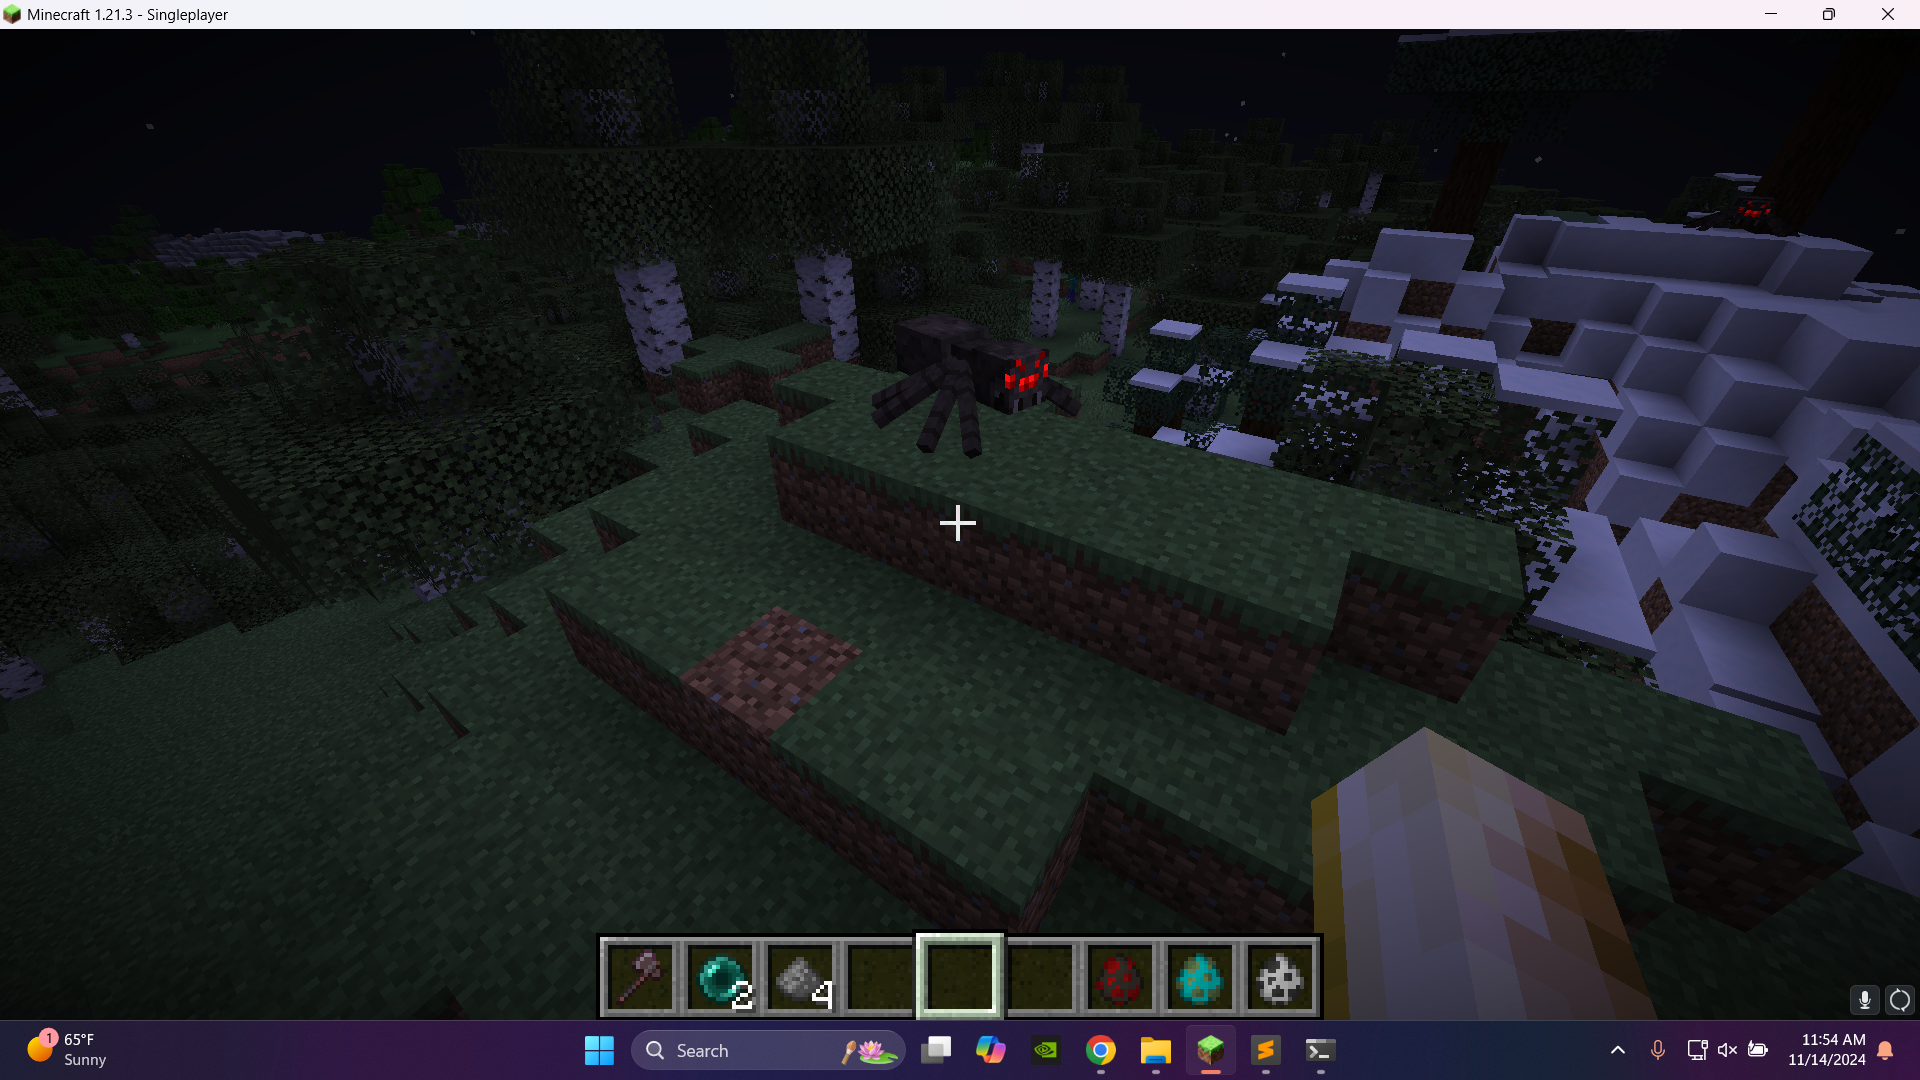 Minecraft 1.21.3 - Singleplayer
2
4
1
65°F
Sunny
Search
11:54 AM
11/14/2024